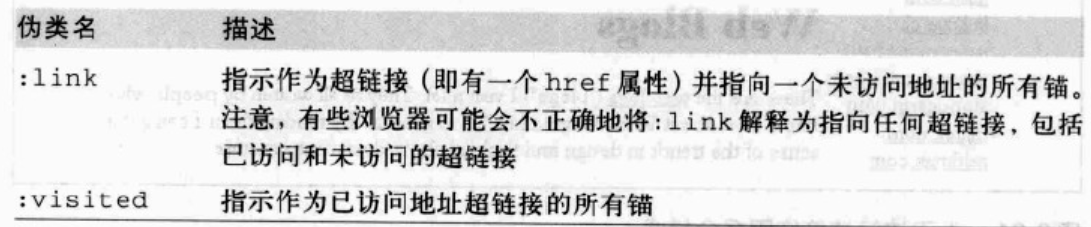 伪类名 描述
:link 指示作为超链接（即有一个href属性）并指向一个未访问地址的所有锚。
注意，有些浏览器可能会不正确地将:link解释为指向任何超链接，包括
已访问和未访问的超链接
:visited 指示作为已访问地址超链接的所有锚